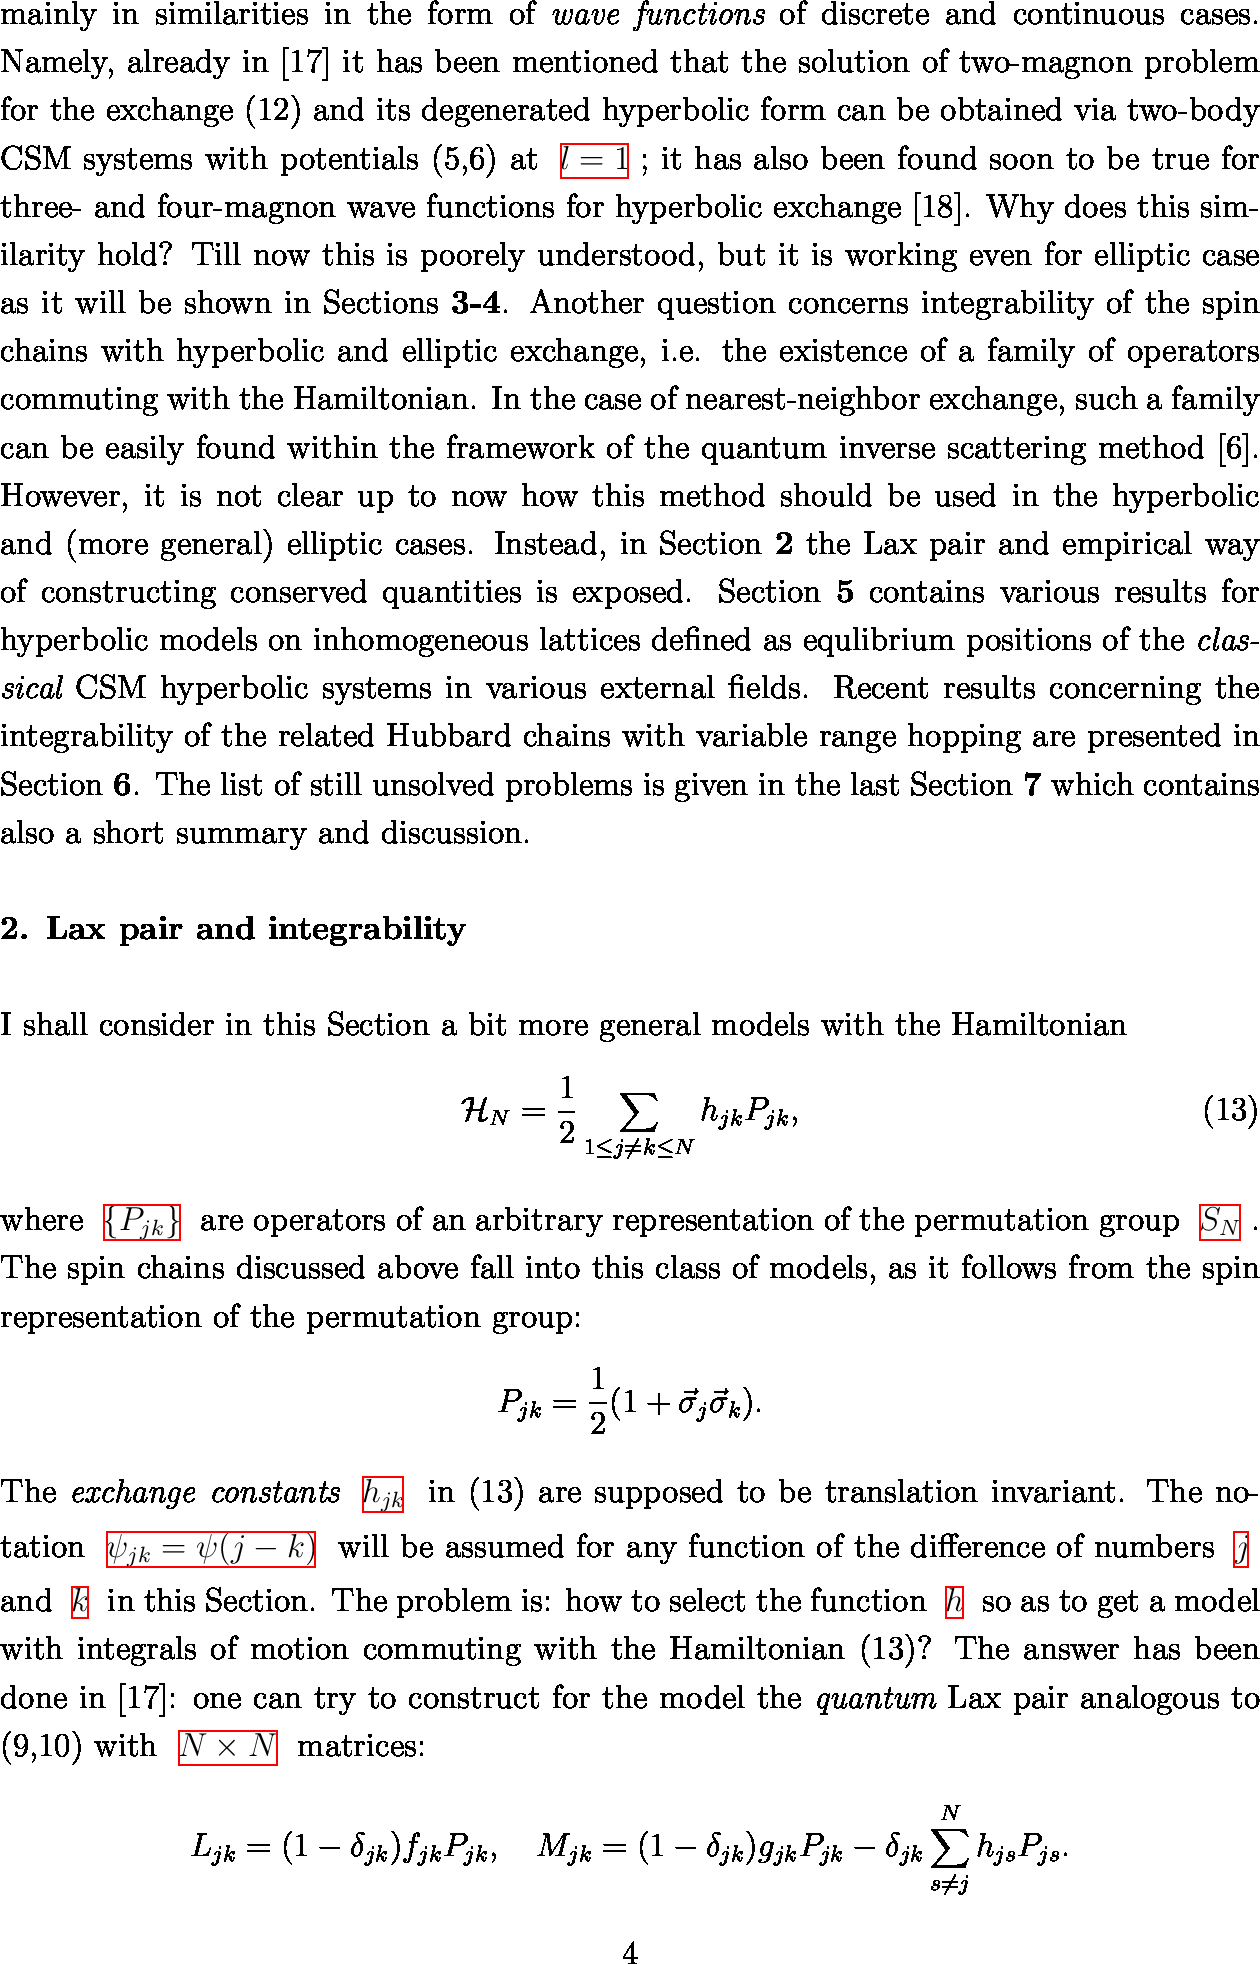 mainly in similarities in the form of wave functions of discrete and continuous cases.
Namely, already in [17] it has been mentioned that the solution of two-magnon problem
for the exchange (12) and its degenerated hyperbolic form can be obtained via two-body
CSM systems with potentials (5,6) at l = 1 ; it has also been found soon to be true for
three- and four-magnon wave functions for hyperbolic exchange [18]. Why does this sim-
ilarity hold? Till now this is poorely understood, but it is working even for elliptic case
as it will be shown in Sections 3-4. Another question concerns integrability of the spin
chains with hyperbolic and elliptic exchange, i.e. the existence of a family of operators
commuting with the Hamiltonian. In the case of nearest-neighbor exchange, such a family
can be easily found within the framework of the quantum inverse scattering method [6].
However, it is not clear up to now how this method should be used in the hyperbolic
and (more general) elliptic cases. Instead, in Section 2 the Lax pair and empirical way
of constructing conserved quantities is exposed. Section 5 contains various results for
hyperbolic models on inhomogeneous lattices defined as equlibrium positions of the clas-
sical CSM hyperbolic systems in various external fields. Recent results concerning the
integrability of the related Hubbard chains with variable range hopping are presented in
Section 6. The list of still unsolved problems is given in the last Section 7 which contains
also a short summary and discussion.
2. Lax pair and integrability
I shall consider in this Section a bit more general models with the Hamiltonian
$\mathcal{H}_N = \frac{1}{2} \sum_{1 \leq j \neq k \leq N} h_{jk} P_{jk},$ (13)
where $\{P_{jk}\}$ are operators of an arbitrary representation of the permutation group $S_N$ .
The spin chains discussed above fall into this class of models, as it follows from the spin
representation of the permutation group:
$P_{jk} = \frac{1}{2}(1 + \vec{\sigma}_j \vec{\sigma}_k).$
The exchange constants $h_{jk}$ in (13) are supposed to be translation invariant. The no-
tation $\psi_{jk} = \psi(j - k)$ will be assumed for any function of the difference of numbers $j$
and $k$ in this Section. The problem is: how to select the function $h$ so as to get a model
with integrals of motion commuting with the Hamiltonian (13)? The answer has been
done in [17]: one can try to construct for the model the quantum Lax pair analogous to
(9,10) with $N \times N$ matrices:
$L_{jk} = (1 - \delta_{jk}) f_{jk} P_{jk}, \quad M_{jk} = (1 - \delta_{jk}) g_{jk} P_{jk} - \delta_{jk} \sum_{s \neq j}^{N} h_{js} P_{js}.$
4